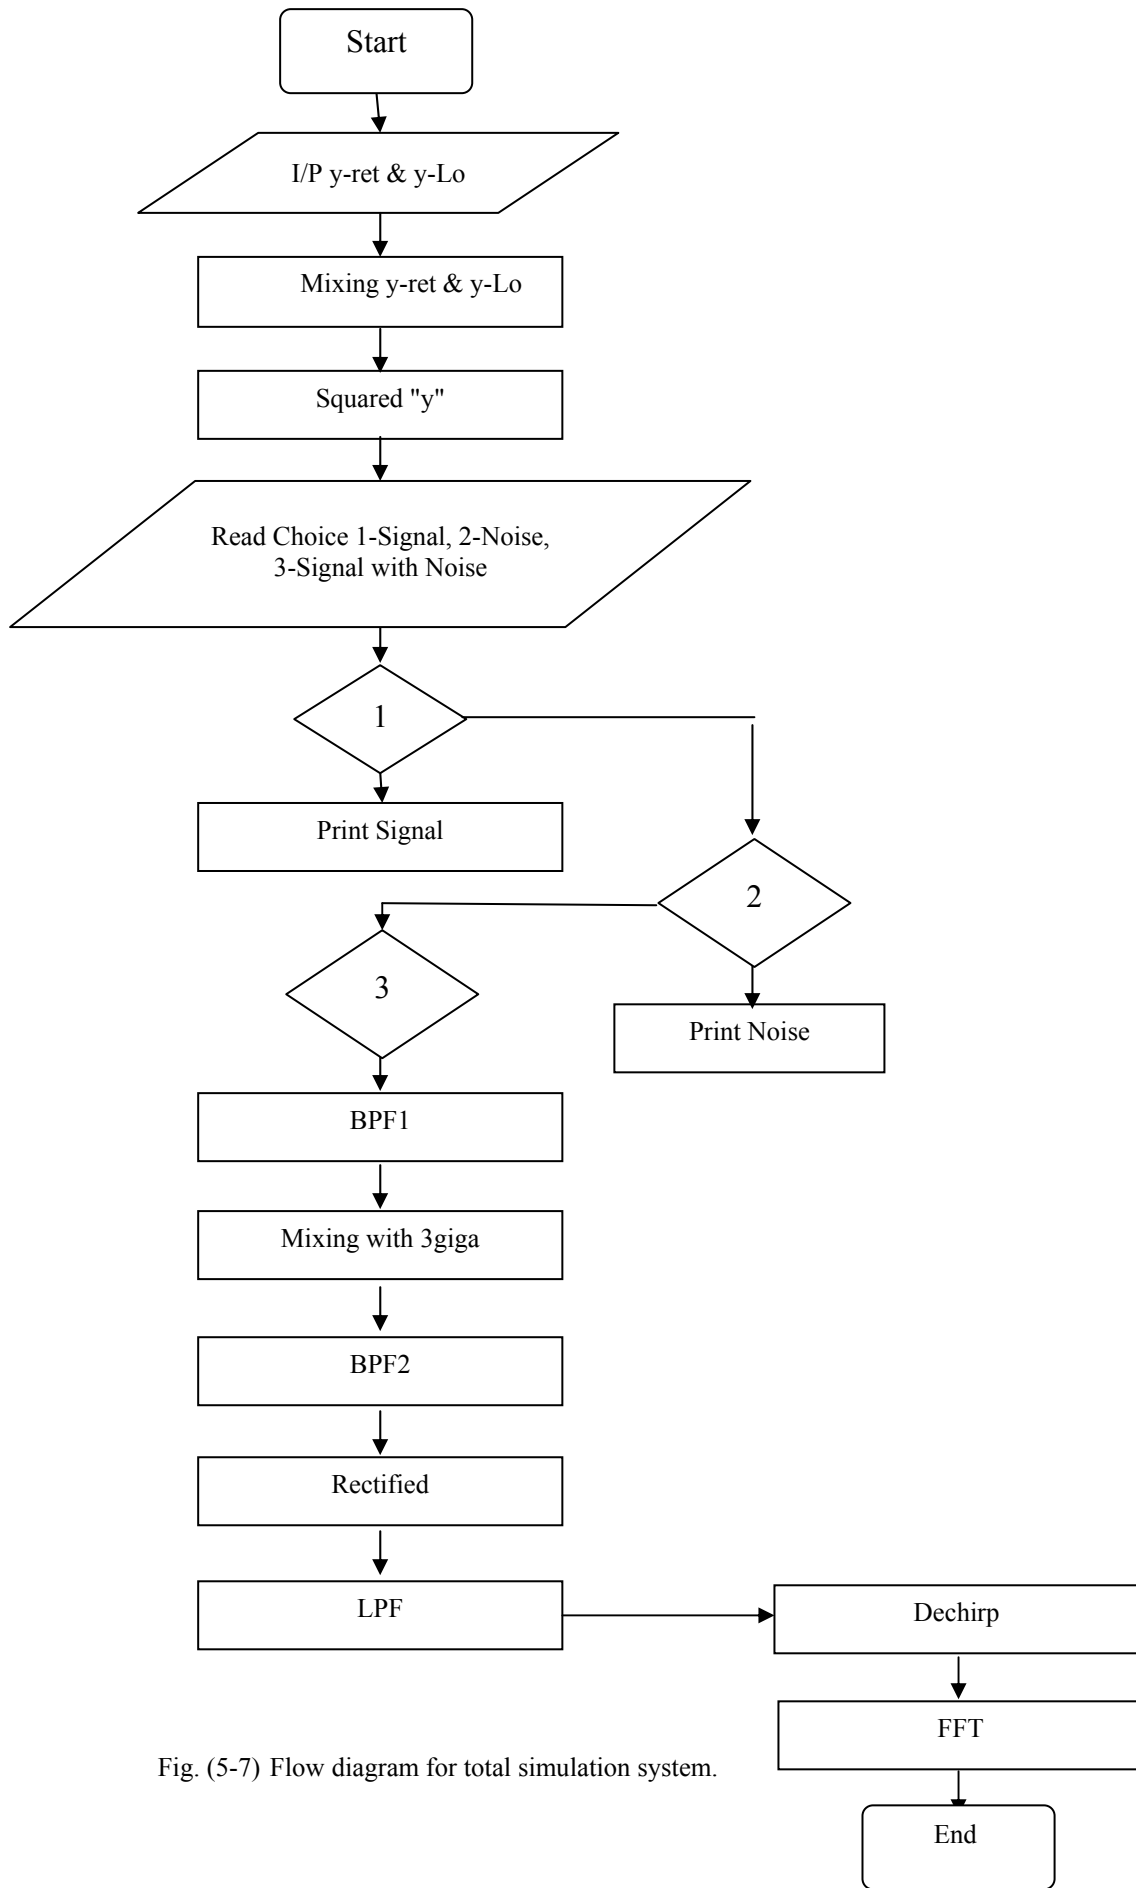 Start
I/P y-ret & y-Lo
Mixing y-ret & y-Lo
Squared "y"
Read Choice 1-Signal, 2-Noise,
3-Signal with Noise
1
Print Signal
2
3
Print Noise
BPF1
Mixing with 3giga
BPF2
Rectified
LPF
Dechirp
FFT
Fig. (5-7) Flow diagram for total simulation system.
End